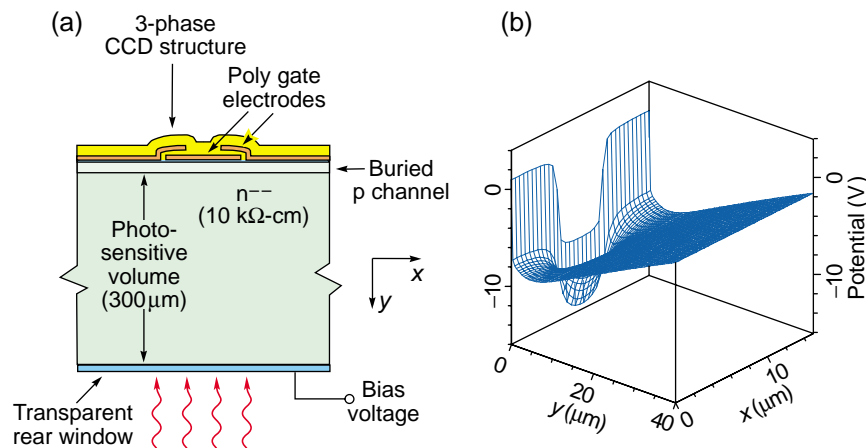 (a)
3-phase
CCD structure
Poly gate
electrodes
Buried
p channel
n−−
(10 kΩ-cm)
Photo-
sensitive
volume
(300 µm)
x
y
Transparent
rear window
Bias
voltage
(b)
0
−10
0
−10
Potential (V)
0
20
40
y (µm)
0
10
x (µm)